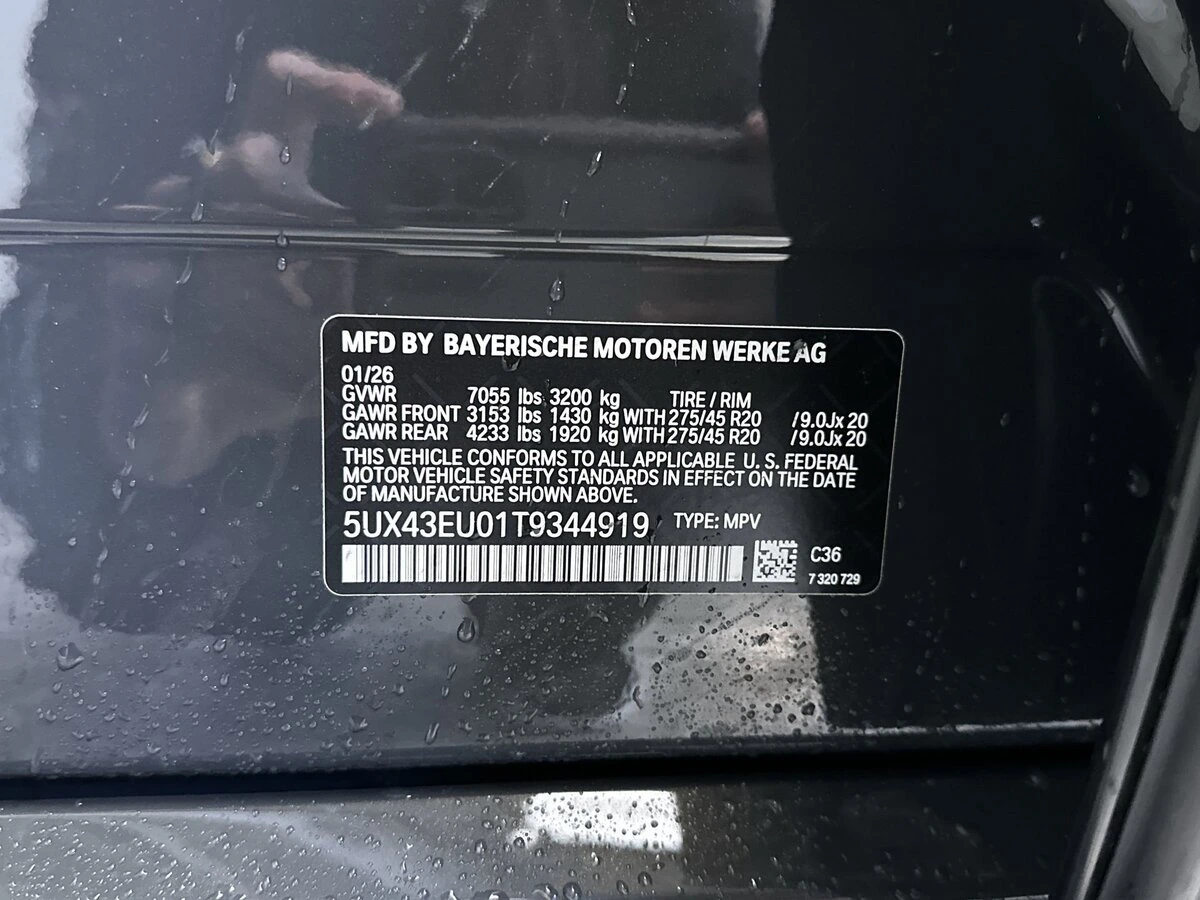 MFD BY BAYERISCHE MOTOREN WERKE AG
01/26
GVWR 7055 lbs 3200 kg TIRE / RIM
GAWR FRONT 3153 lbs 1430 kg WITH 275/45 R20 /9.0Jx 20
GAWR REAR 4233 lbs 1920 kg WITH 275/45 R20 /9.0Jx 20
THIS VEHICLE CONFORMS TO ALL APPLICABLE U. S. FEDERAL
MOTOR VEHICLE SAFETY STANDARDS IN EFFECT ON THE DATE
OF MANUFACTURE SHOWN ABOVE.
5UX43EU01T9344919 TYPE: MPV
C36
7 320 729